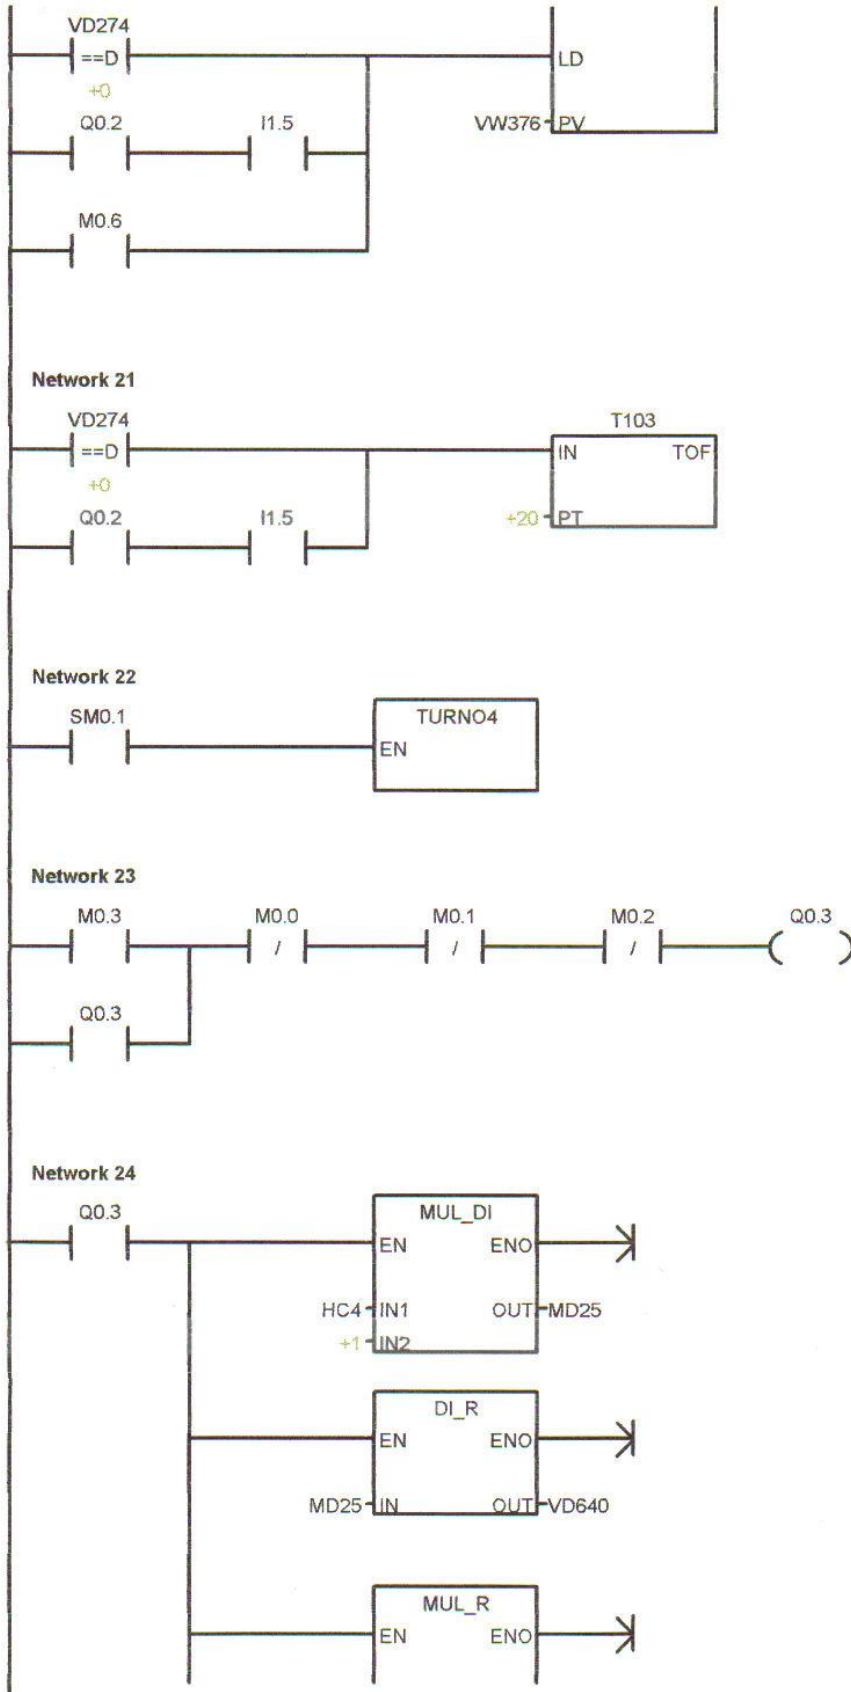 VD274
==D
LD
+0
Q0.2
I1.5
VW376
PV
M0.6
Network 21
VD274
T103
==D
IN
TOF
+0
Q0.2
I1.5
+20
PT
Network 22
SM0.1
TURNO4
EN
Network 23
M0.3
M0.0
M0.1
M0.2
Q0.3
/
/
/
Q0.3
Network 24
Q0.3
MUL_DI
EN
ENO
HC4
IN1
OUT
MD25
+1
IN2
DI_R
EN
ENO
MD25
IN
OUT
VD640
MUL_R
EN
ENO